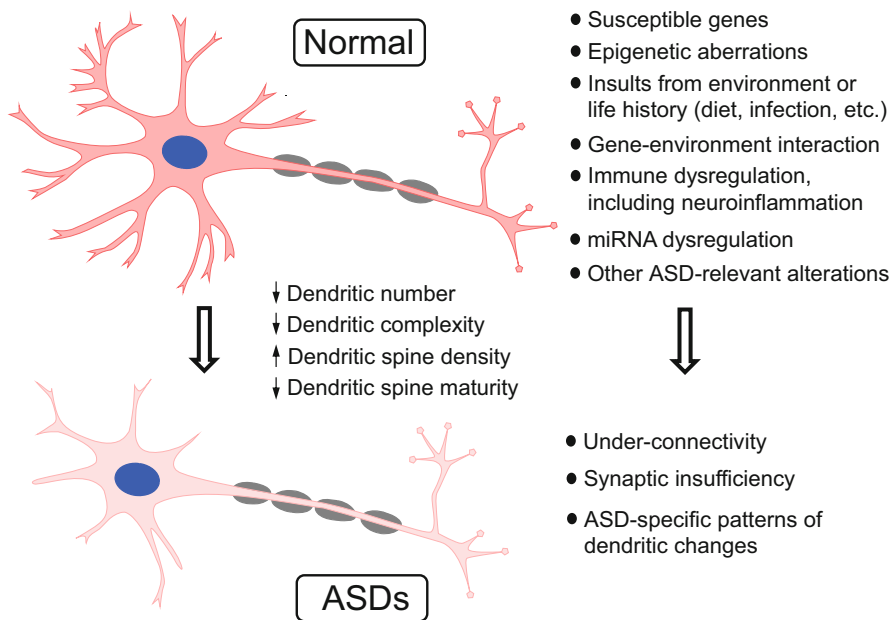 Normal
● Susceptible genes
● Epigenetic aberrations
● Insults from environment or
life history (diet, infection, etc.)
● Gene-environment interaction
● Immune dysregulation,
including neuroinflammation
● miRNA dysregulation
● Other ASD-relevant alterations
↓ Dendritic number
↓ Dendritic complexity
↑ Dendritic spine density
↓ Dendritic spine maturity
● Under-connectivity
● Synaptic insufficiency
● ASD-specific patterns of
dendritic changes
ASDs